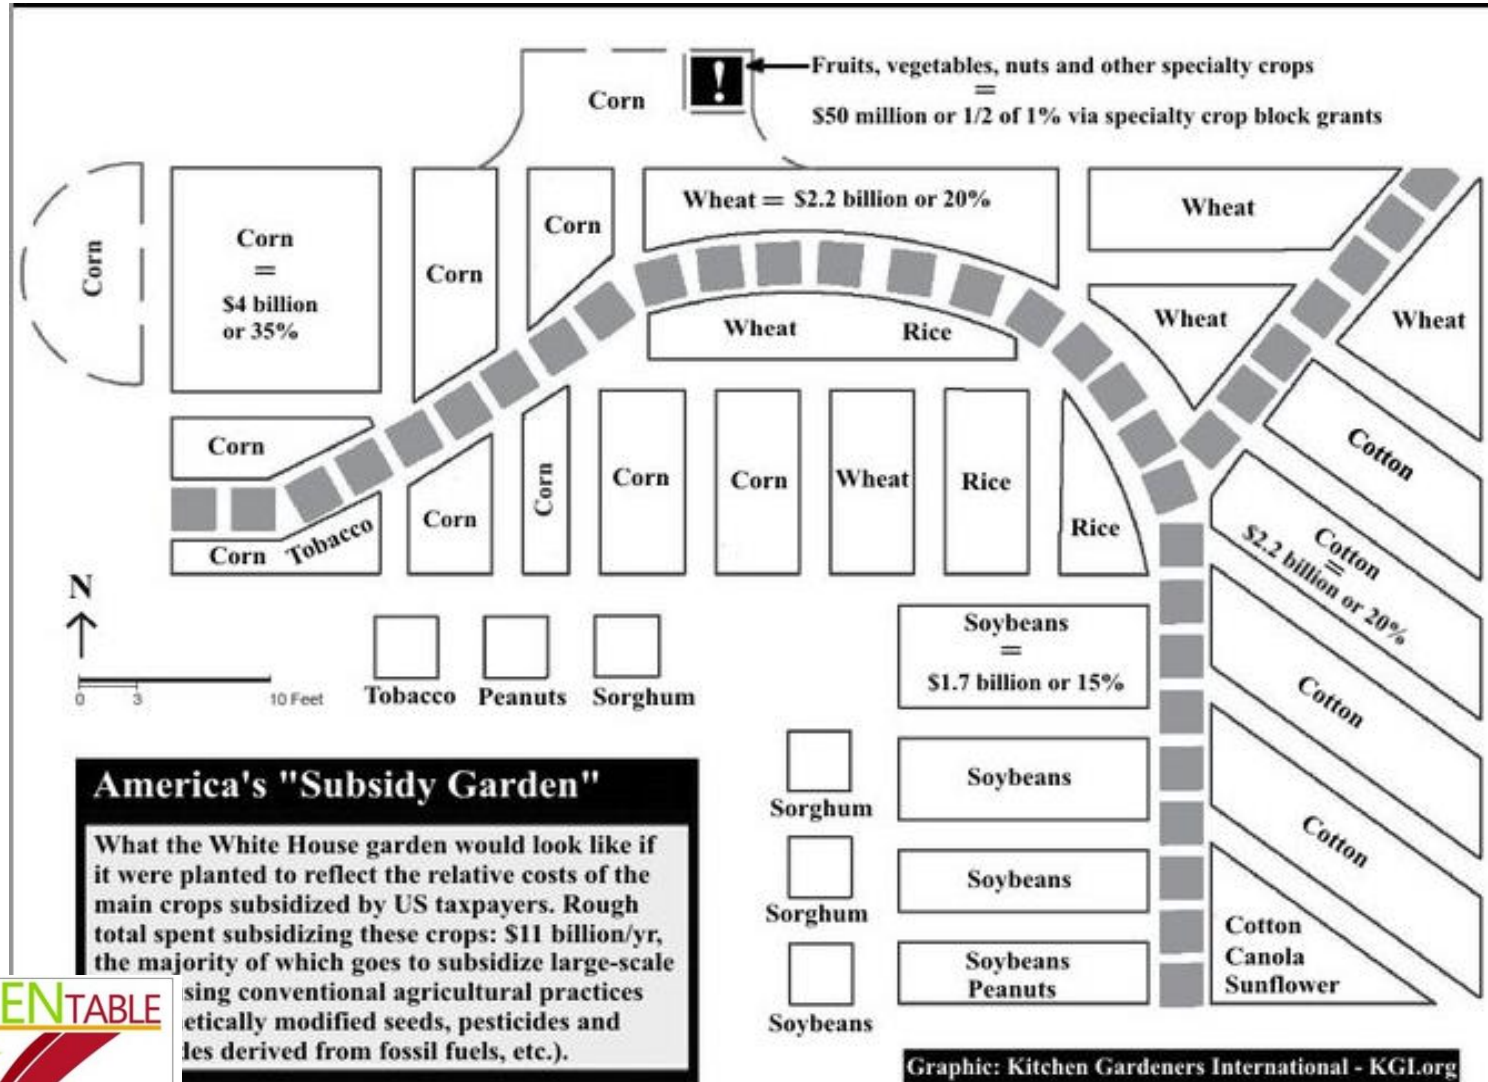 Fruits, vegetables, nuts and other specialty crops
=
$50 million or 1/2 of 1% via specialty crop block grants
!
Corn
Corn
Corn
=
$4 billion
or 35%
Corn
Corn
Wheat = $2.2 billion or 20%
Wheat
Wheat
Wheat
Wheat
Rice
Corn
Corn
Tobacco
Corn
Corn
Corn
Corn
Wheat
Rice
Rice
Cotton
Cotton
=
$2.2 billion or 20%
Cotton
Cotton
Cotton
Canola
Sunflower
N
0 3 10 Feet
Tobacco
Peanuts
Sorghum
Soybeans
=
$1.7 billion or 15%
Soybeans
Soybeans
Soybeans
Peanuts
Sorghum
Sorghum
Soybeans
America's "Subsidy Garden"
What the White House garden would look like if
it were planted to reflect the relative costs of the
main crops subsidized by US taxpayers. Rough
total spent subsidizing these crops: $11 billion/yr,
the majority of which goes to subsidize large-scale
conventional agricultural practices
modified seeds, pesticides and
derived from fossil fuels, etc.).
TABLE
Graphic: Kitchen Gardeners International - KGI.org